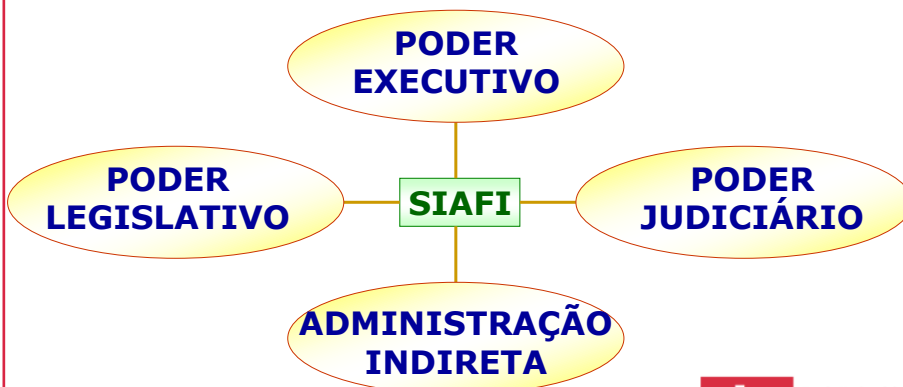 PODER
EXECUTIVO
PODER
LEGISLATIVO
SIAFI
PODER
JUDICIÁRIO
ADMINISTRAÇÃO
INDIRETA